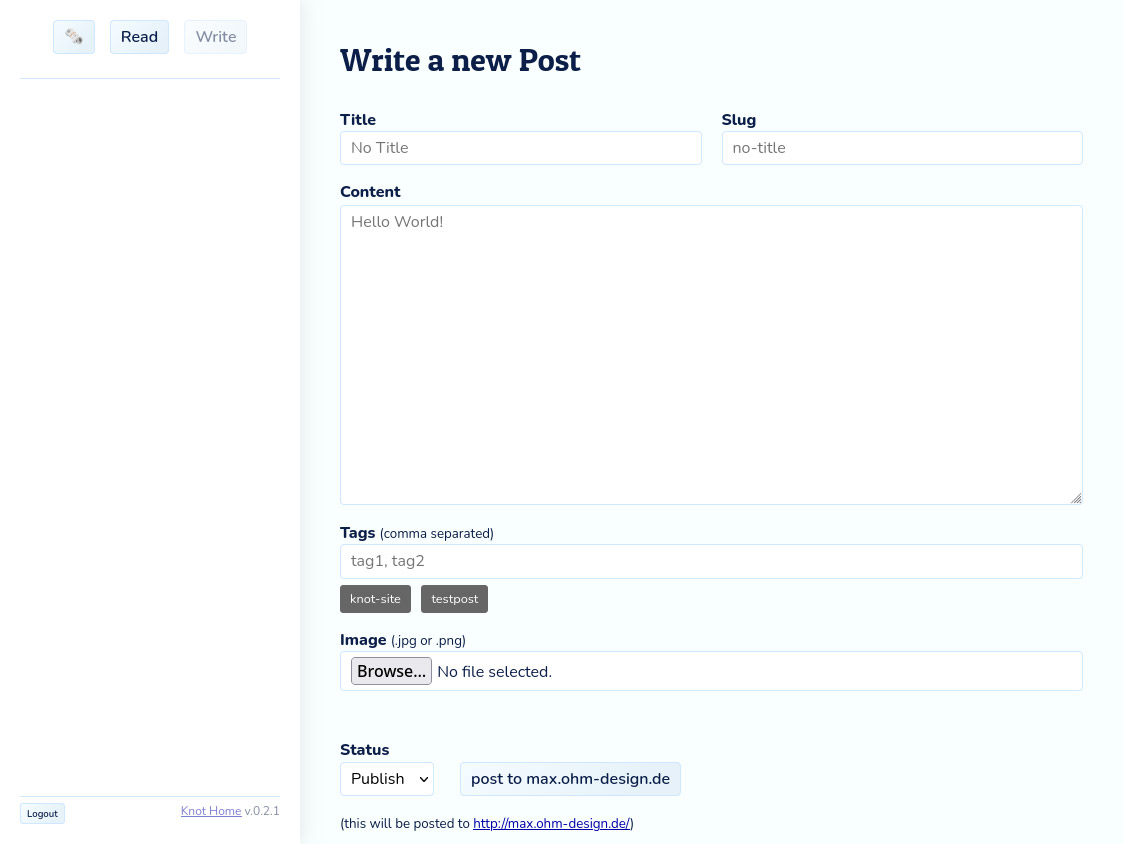 Read Write
Write a new Post
Title Slug
No Title no-title
Content
Hello World!
Tags (comma separated)
tag1, tag2
knot-site testpost
Image (.jpg or .png)
Browse... No file selected.
Status
Publish post to max.ohm-design.de
(this will be posted to http://max.ohm-design.de/)
Logout Knot Home v.0.2.1